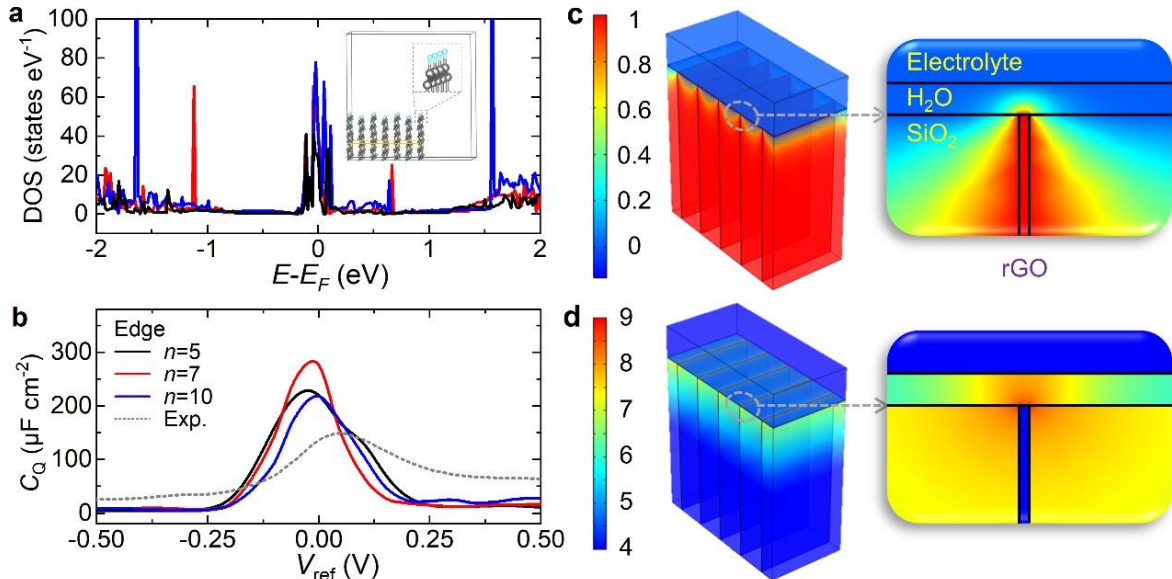 a
100
80
60
40
20
0
DOS (states eV⁻¹)
-2
-1
0
1
2
E-E_F (eV)
b
Edge
n=5
n=7
n=10
Exp.
300
200
100
0
C_Q (µF cm⁻²)
-0.50
-0.25
0.00
0.25
0.50
V_ref (V)
c
1
0.8
0.6
0.4
0.2
0
Electrolyte
H₂O
SiO₂
rGO
d
9
8
7
6
5
4